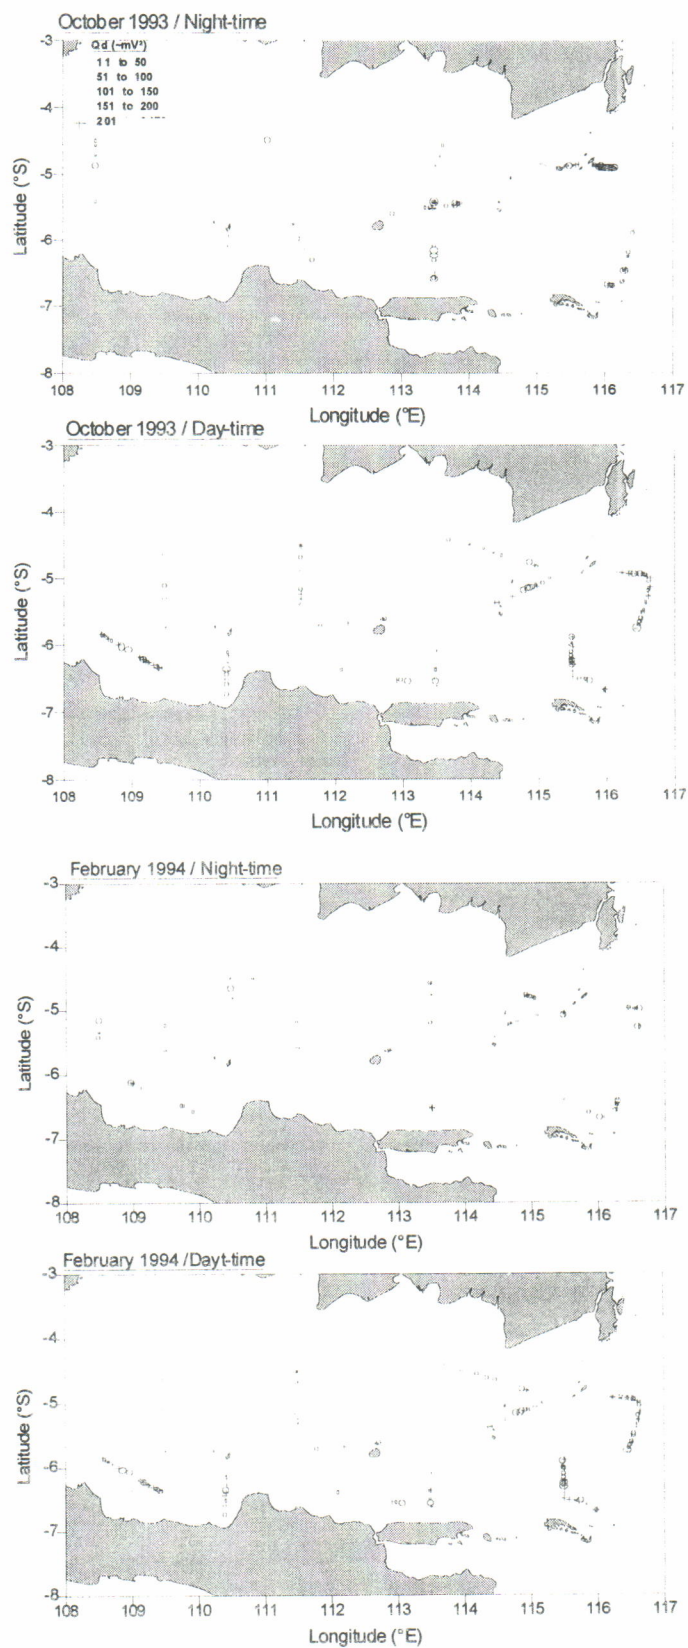 October 1993 / Night-time
Qd (~mV²)
11 to 50
51 to 100
101 to 150
151 to 200
201
-3
-4
-5
-6
-7
-8
Latitude (°S)
108 109 110 111 112 113 114 115 116 117
Longitude (°E)
October 1993 / Day-time
-3
-4
-5
-6
-7
-8
Latitude (°S)
108 109 110 111 112 113 114 115 116 117
Longitude (°E)
February 1994 / Night-time
-3
-4
-5
-6
-7
-8
Latitude (°S)
108 109 110 111 112 113 114 115 116 117
Longitude (°E)
February 1994 /Dayt-time
-3
-4
-5
-6
-7
-8
Latitude (°S)
108 109 110 111 112 113 114 115 116 117
Longitude (°E)